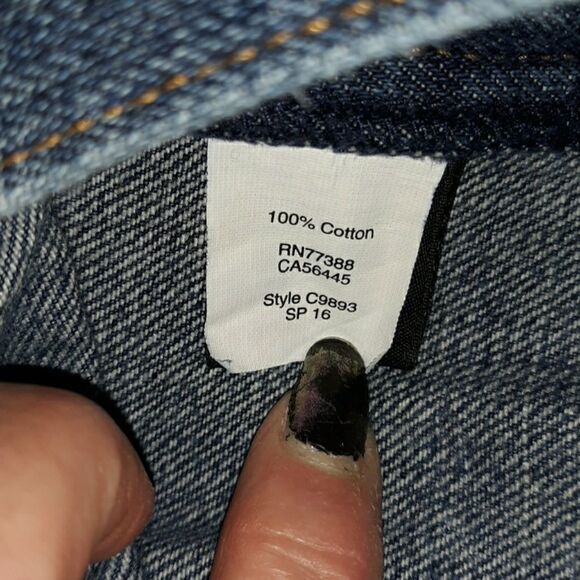 100% Cotton
RN77388
CA56445
Style C9893
SP 16